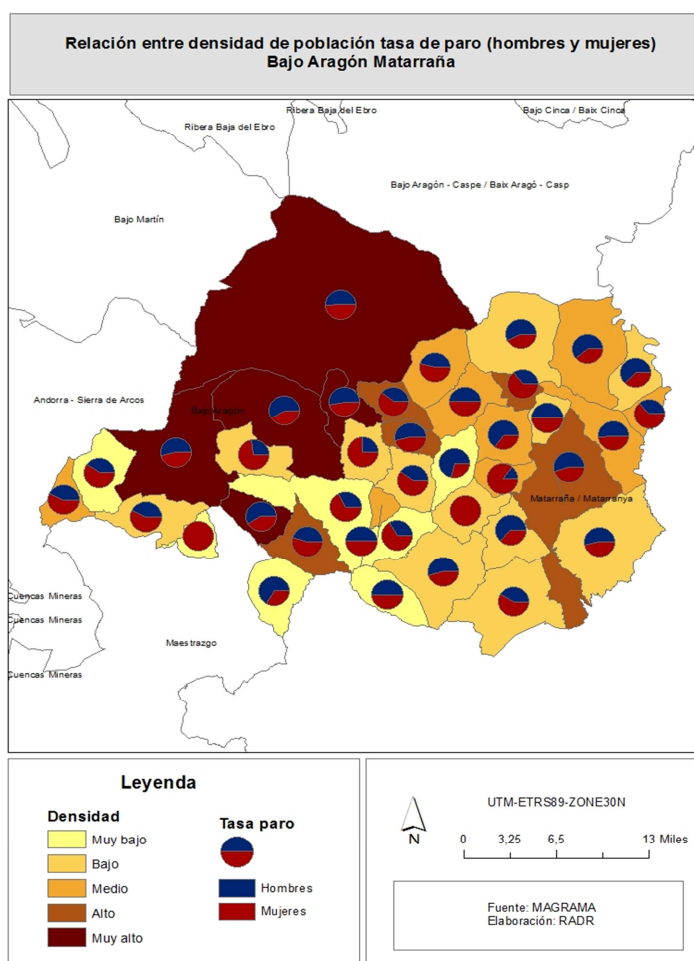 Relación entre densidad de población tasa de paro (hombres y mujeres)
Bajo Aragón Matarraña
Ribera Baja del Ebro
Bajo Cinca / Baix Cinca
Ribera Baja del Ebro
Bajo Aragón - Caspe / Baix Aragó - Casp
Bajo Martín
Andorra - Sierra de Arcos
Bajo Aragón
Matarraña / Matarranya
Cuencas Mineras
Cuencas Mineras
Maestrazgo
Cuencas Mineras
Leyenda
Densidad
Muy bajo
Bajo
Medio
Alto
Muy alto
Tasa paro
Hombres
Mujeres
N
UTM-ETRS89-ZONE30N
0 3,25 6,5 13 Miles
Fuente: MAGRAMA
Elaboración: RADR